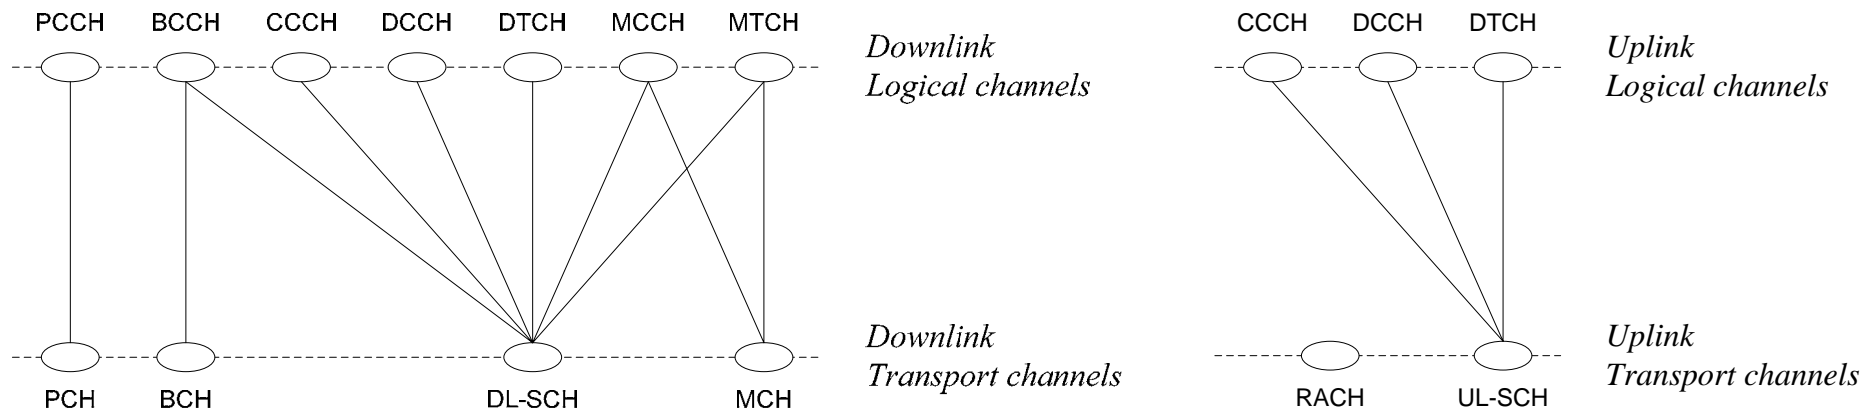 PCCH BCCH CCCH DCCH DTCH MCCH MTCH
Downlink
Logical channels
PCH BCH DL-SCH MCH
Downlink
Transport channels
CCCH DCCH DTCH
Uplink
Logical channels
RACH UL-SCH
Uplink
Transport channels